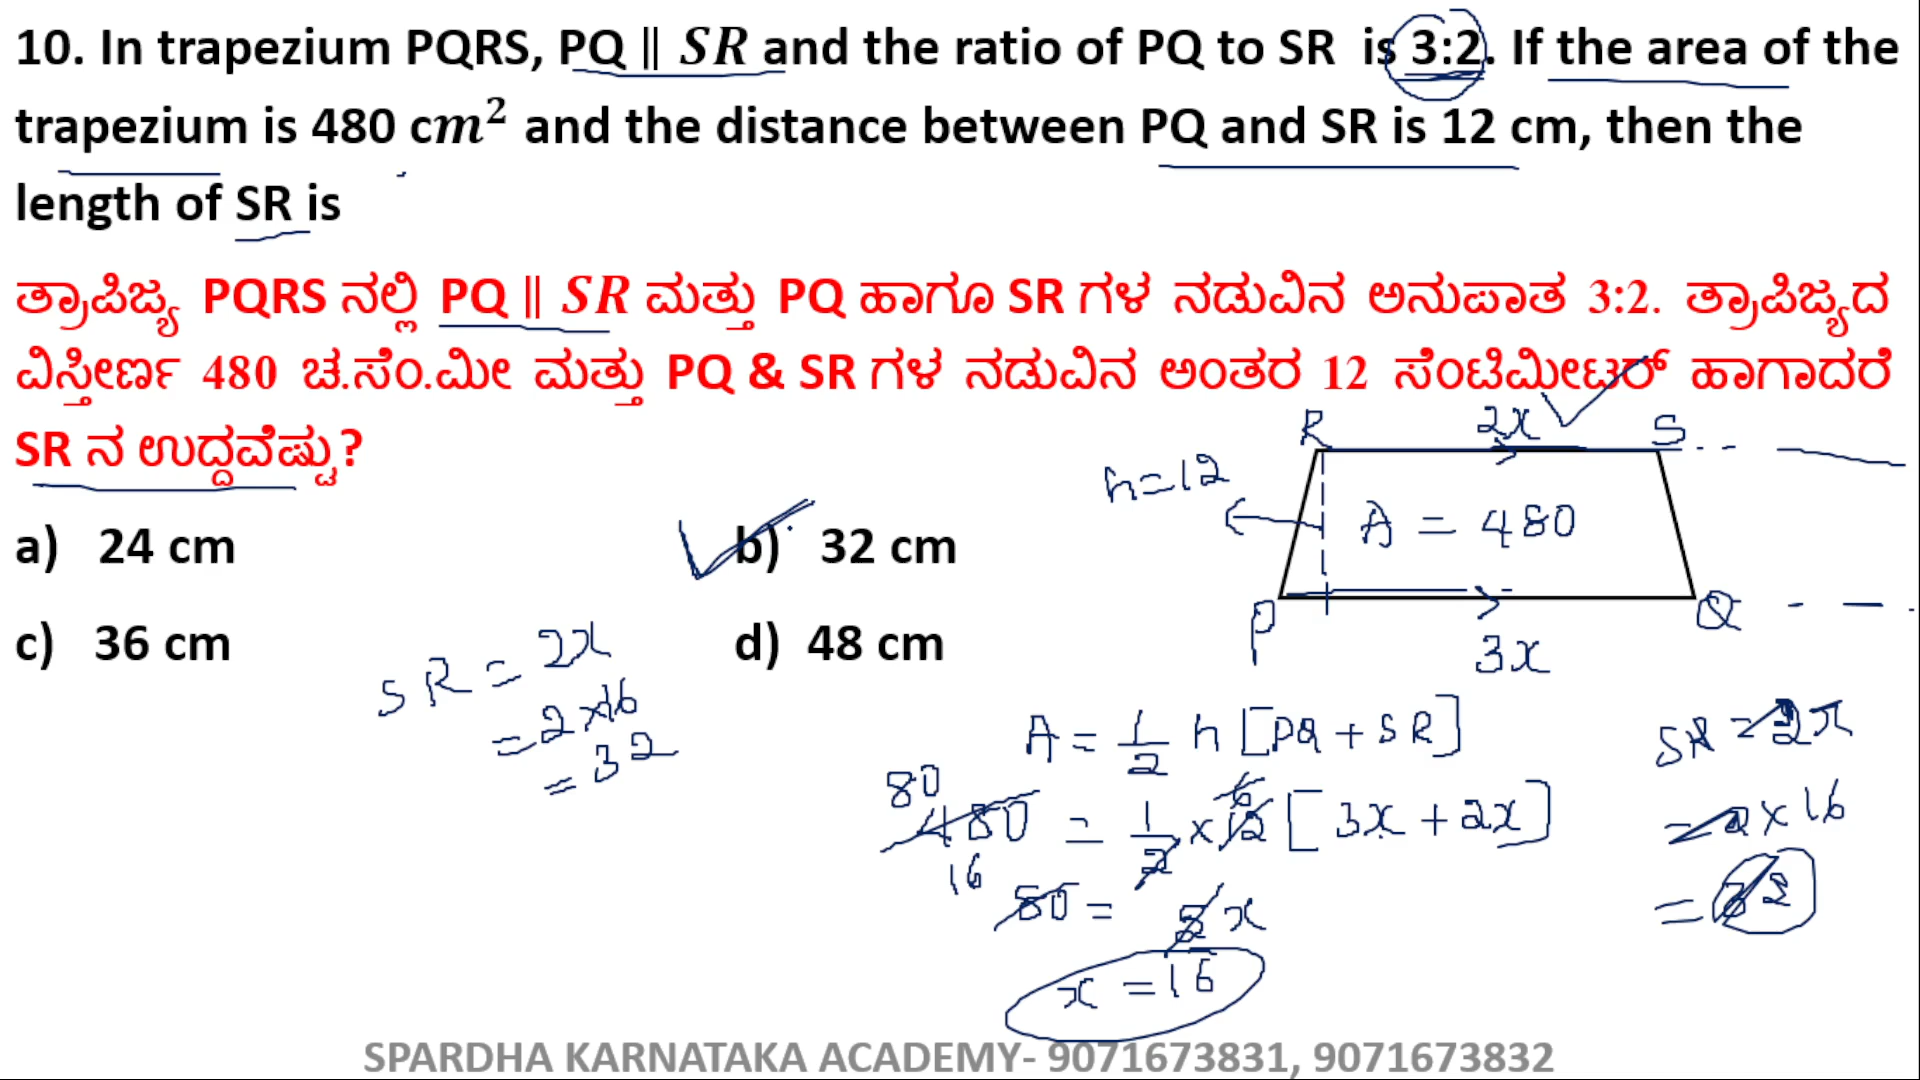 10. In trapezium PQRS, PQ ∥ SR and the ratio of PQ to SR is 3:2. If the area of the
trapezium is 480 cm² and the distance between PQ and SR is 12 cm, then the
length of SR is
ತ್ರಾಪಿಜ್ಯ PQRS ನಲ್ಲಿ PQ ∥ SR ಮತ್ತು PQ ಹಾಗೂ SR ಗಳ ನಡುವಿನ ಅನುಪಾತ 3:2. ತ್ರಾಪಿಜ್ಯದ
ವಿಸ್ತೀರ್ಣ 480 ಚ.ಸೆಂ.ಮೀ ಮತ್ತು PQ & SR ಗಳ ನಡುವಿನ ಅಂತರ 12 ಸೆಂಟಿಮೀಟರ್ ಹಾಗಾದರೆ
SR ನ ಉದ್ದವೆಷ್ಟು?
R 2x S
h=12
A = 480
P Q
3x
a) 24 cm
b) 32 cm
c) 36 cm
d) 48 cm
SR = 2x
= 2×16
= 32
A = 1/2 h [PQ + SR]
80
480 = 1/2 × 12 [3x + 2x]
6
16
80 = 5x
x = 16
SR = 2x
= 2×16
= 32
SPARDHA KARNATAKA ACADEMY- 9071673831, 9071673832